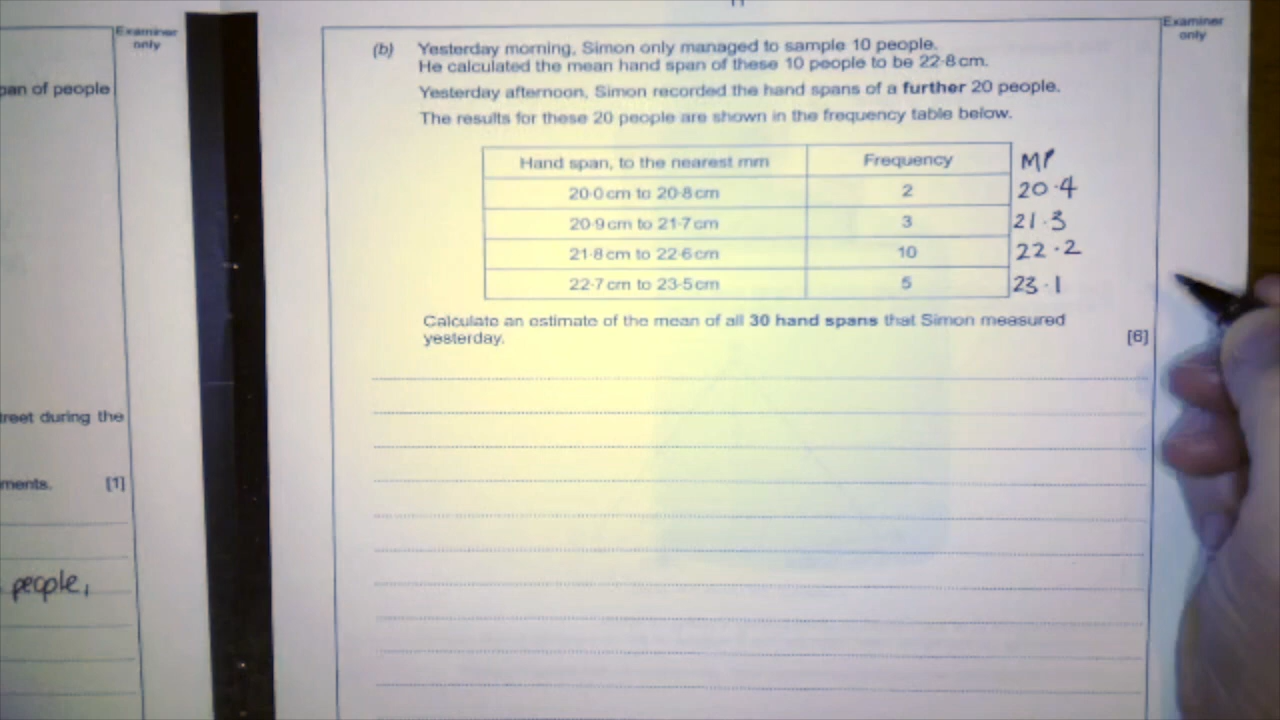 Examiner
only
pan of people
treet during the
ments. [1]
people,
11
Examiner
only
(b) Yesterday morning, Simon only managed to sample 10 people.
He calculated the mean hand span of these 10 people to be 22·8 cm.
Yesterday afternoon, Simon recorded the hand spans of a further 20 people.
The results for these 20 people are shown in the frequency table below.
Hand span, to the nearest mm Frequency MP
20·0 cm to 20·8 cm 2 20·4
20·9 cm to 21·7 cm 3 21·3
21·8 cm to 22·6 cm 10 22·2
22·7 cm to 23·5 cm 5 23·1
Calculate an estimate of the mean of all 30 hand spans that Simon measured
yesterday. [6]